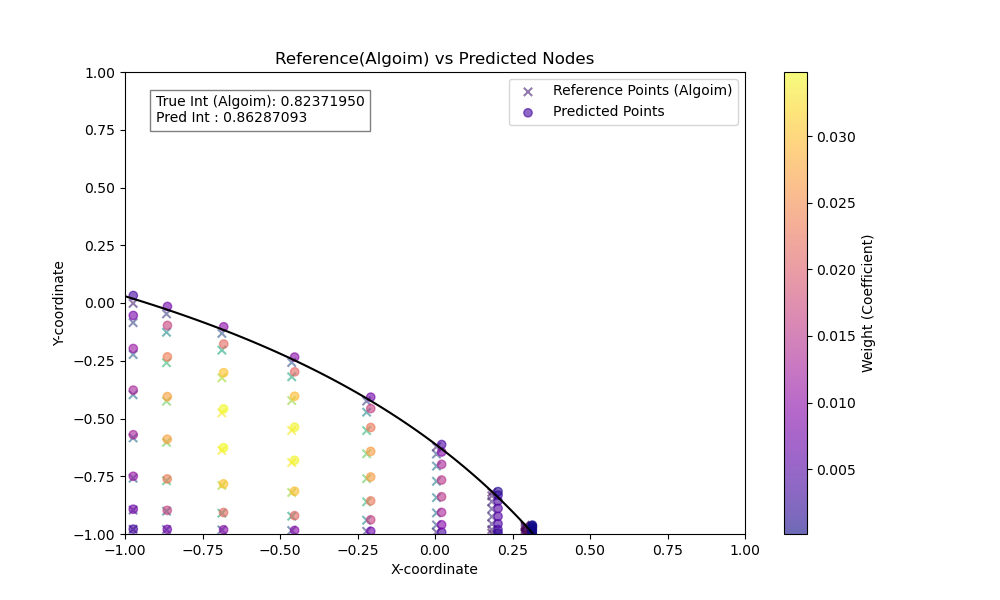 Reference(Algoim) vs Predicted Nodes
True Int (Algoim): 0.82371950
Pred Int : 0.86287093
Reference Points (Algoim)
Predicted Points
1.00
0.75
0.50
0.25
0.00
−0.25
−0.50
−0.75
−1.00
Y-coordinate
−1.00 −0.75 −0.50 −0.25 0.00 0.25 0.50 0.75 1.00
X-coordinate
0.030
0.025
0.020
0.015
0.010
0.005
Weight (Coefficient)